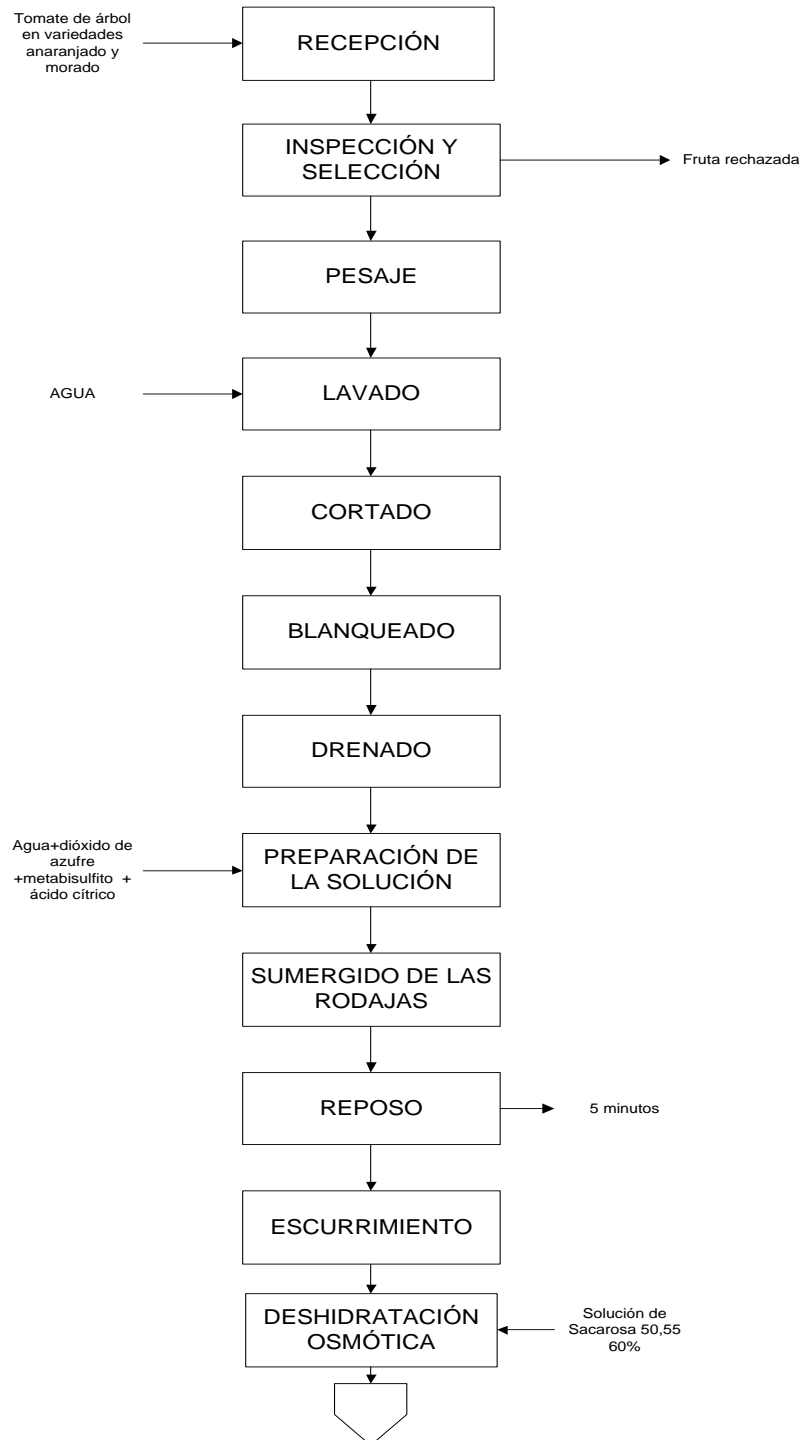 Tomate de árbol
en variedades
anaranjado y
morado
RECEPCIÓN
INSPECCIÓN Y
SELECCIÓN
Fruta rechazada
PESAJE
AGUA
LAVADO
CORTADO
BLANQUEADO
DRENADO
Agua+dióxido de
azufre
+metabisulfito +
ácido cítrico
PREPARACIÓN DE
LA SOLUCIÓN
SUMERGIDO DE LAS
RODAJAS
REPOSO
5 minutos
ESCURRIMIENTO
DESHIDRATACIÓN
OSMÓTICA
Solución de
Sacarosa 50,55
60%